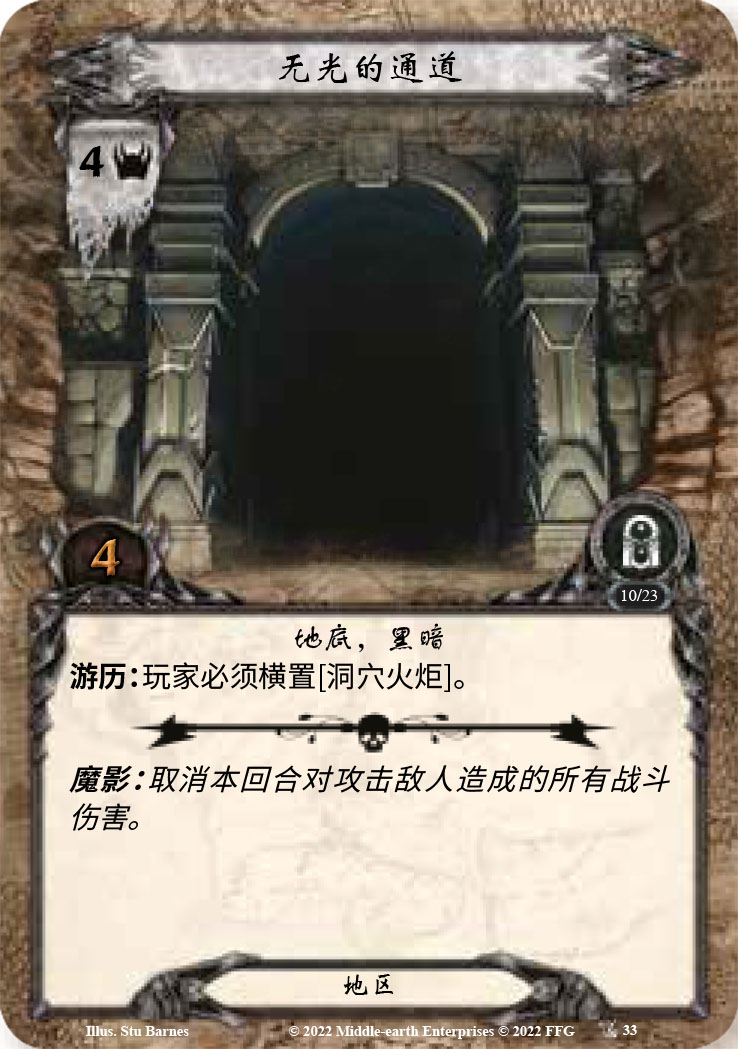 无光的通道
4
4
10/23
地底，黑暗
游历：玩家必须横置[洞穴火炬]。
魔影：取消本回合对攻击敌人造成的所有战斗
伤害。
地区
Illus. Stu Barnes © 2022 Middle-earth Enterprises © 2022 FFG 33